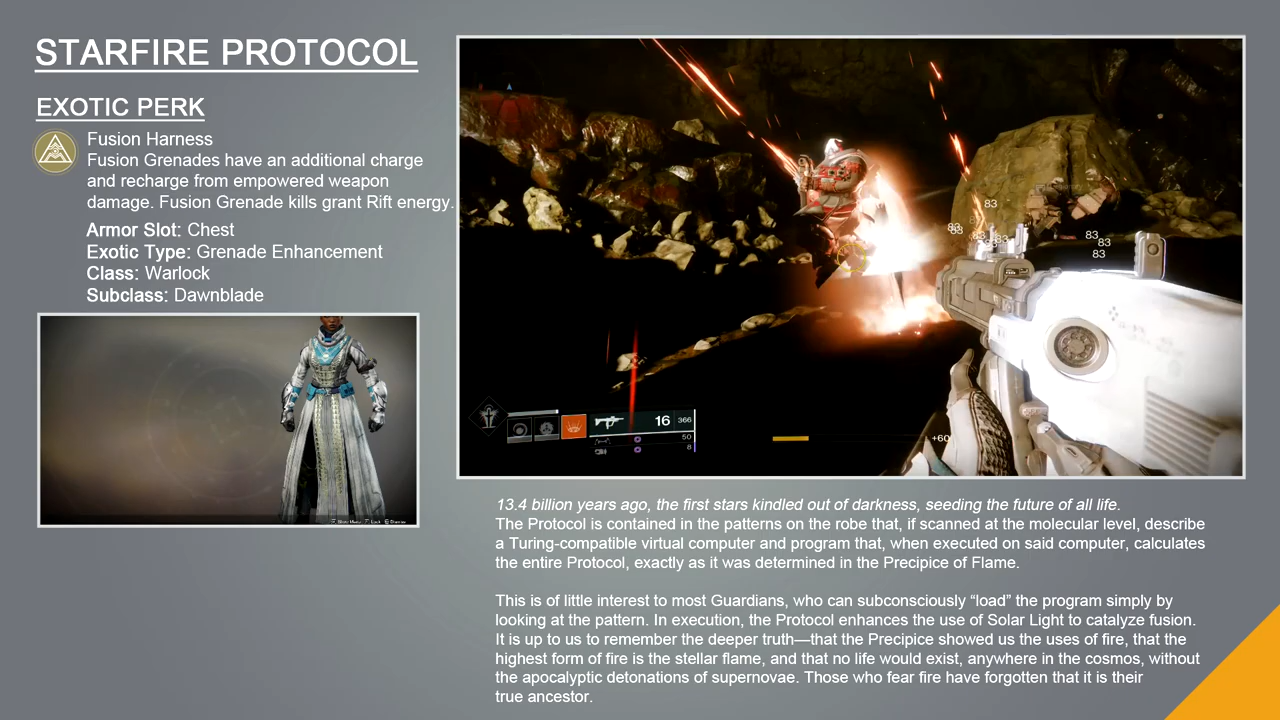 STARFIRE PROTOCOL
EXOTIC PERK
Fusion Harness
Fusion Grenades have an additional charge
and recharge from empowered weapon
damage. Fusion Grenade kills grant Rift energy.
Armor Slot: Chest
Exotic Type: Grenade Enhancement
Class: Warlock
Subclass: Dawnblade
83
83
83
83
83
83
83
83
83
16
366
50
8
+60
13.4 billion years ago, the first stars kindled out of darkness, seeding the future of all life.
The Protocol is contained in the patterns on the robe that, if scanned at the molecular level, describe
a Turing-compatible virtual computer and program that, when executed on said computer, calculates
the entire Protocol, exactly as it was determined in the Precipice of Flame.
This is of little interest to most Guardians, who can subconsciously “load” the program simply by
looking at the pattern. In execution, the Protocol enhances the use of Solar Light to catalyze fusion.
It is up to us to remember the deeper truth—that the Precipice showed us the uses of fire, that the
highest form of fire is the stellar flame, and that no life would exist, anywhere in the cosmos, without
the apocalyptic detonations of supernovae. Those who fear fire have forgotten that it is their
true ancestor.